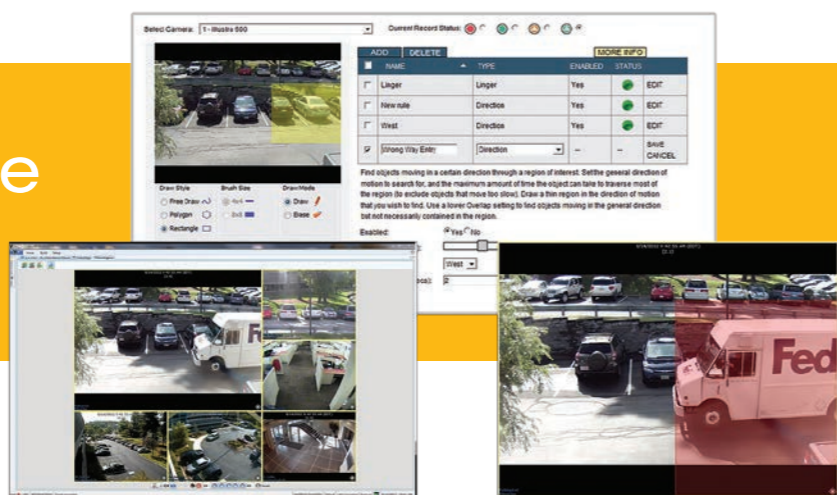 Select Camera: 1 - Illustra 600
Current Record Status:
ADD DELETE MORE INFO
NAME TYPE ENABLED STATUS
Linger Linger Yes EDIT
New rule Direction Yes EDIT
West Direction Yes EDIT
Wrong Way Entry Direction – – SAVE
CANCEL
Find objects moving in a certain direction through a region of interest. Set the general direction of
motion to search for, and the maximum amount of time the object can take to traverse most of
the region (to exclude objects that move too slow). Draw a thin region in the direction of motion
that you wish to find. Use a lower Overlap setting to find objects moving in the general direction
but not necessarily contained in the region.
Draw Style Brush Size Draw Mode
Free Draw 4x4 Draw
Polygon 2x2 Erase
Rectangle
Enabled: Yes No
West
2
e
Fed